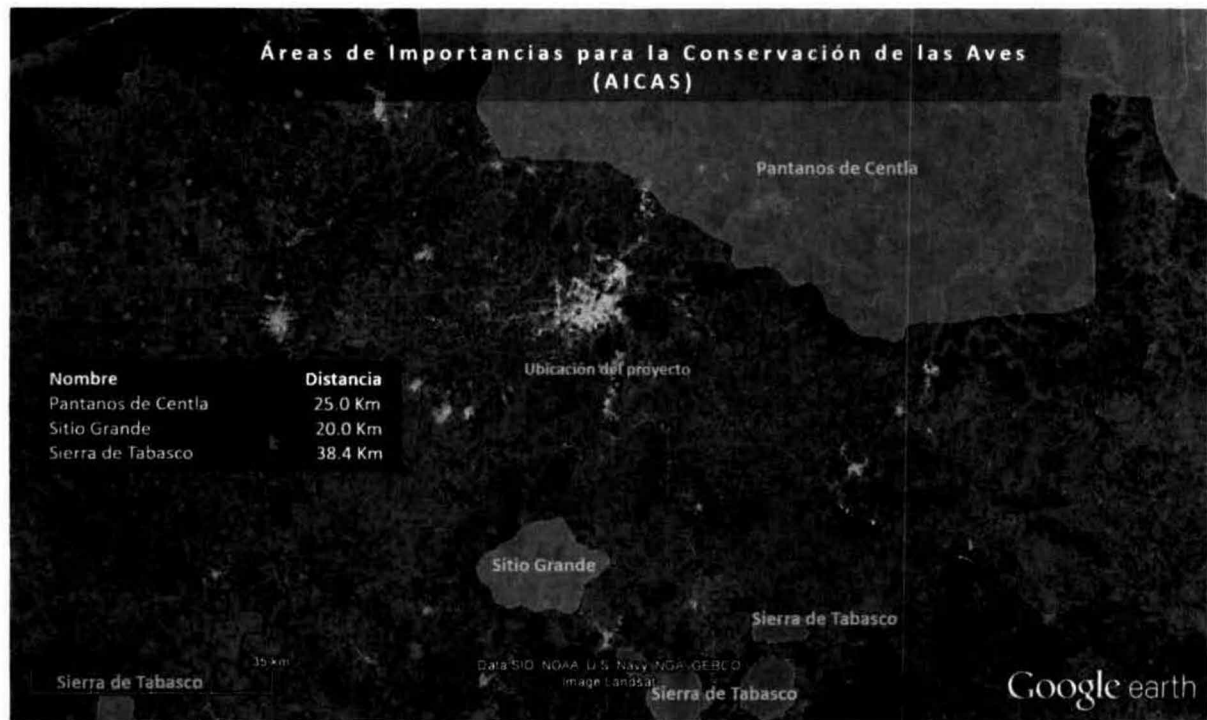 Áreas de Importancias para la Conservación de las Aves
(AICAS)
Pantanos de Centla
Ubicación del proyecto
Nombre Distancia
Pantanos de Centla 25.0 Km
Sitio Grande 20.0 Km
Sierra de Tabasco 38.4 Km
Sitio Grande
Sierra de Tabasco
35 km
Data SIO, NOAA, U.S. Navy, NGA, GEBCO
Image Landsat
Sierra de Tabasco
Sierra de Tabasco
Google earth